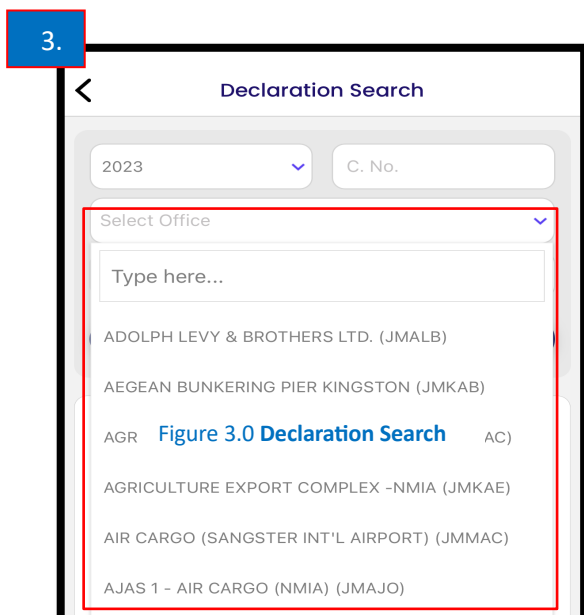 3.
Declaration Search
2023
C. No.
Select Office
Type here...
ADOLPH LEVY & BROTHERS LTD. (JMALB)
AEGEAN BUNKERING PIER KINGSTON (JMKAB)
AGR Figure 3.0 Declaration Search AC)
AGRICULTURE EXPORT COMPLEX -NMIA (JMKAE)
AIR CARGO (SANGSTER INT'L AIRPORT) (JMMAC)
AJAS 1 - AIR CARGO (NMIA) (JMAJO)